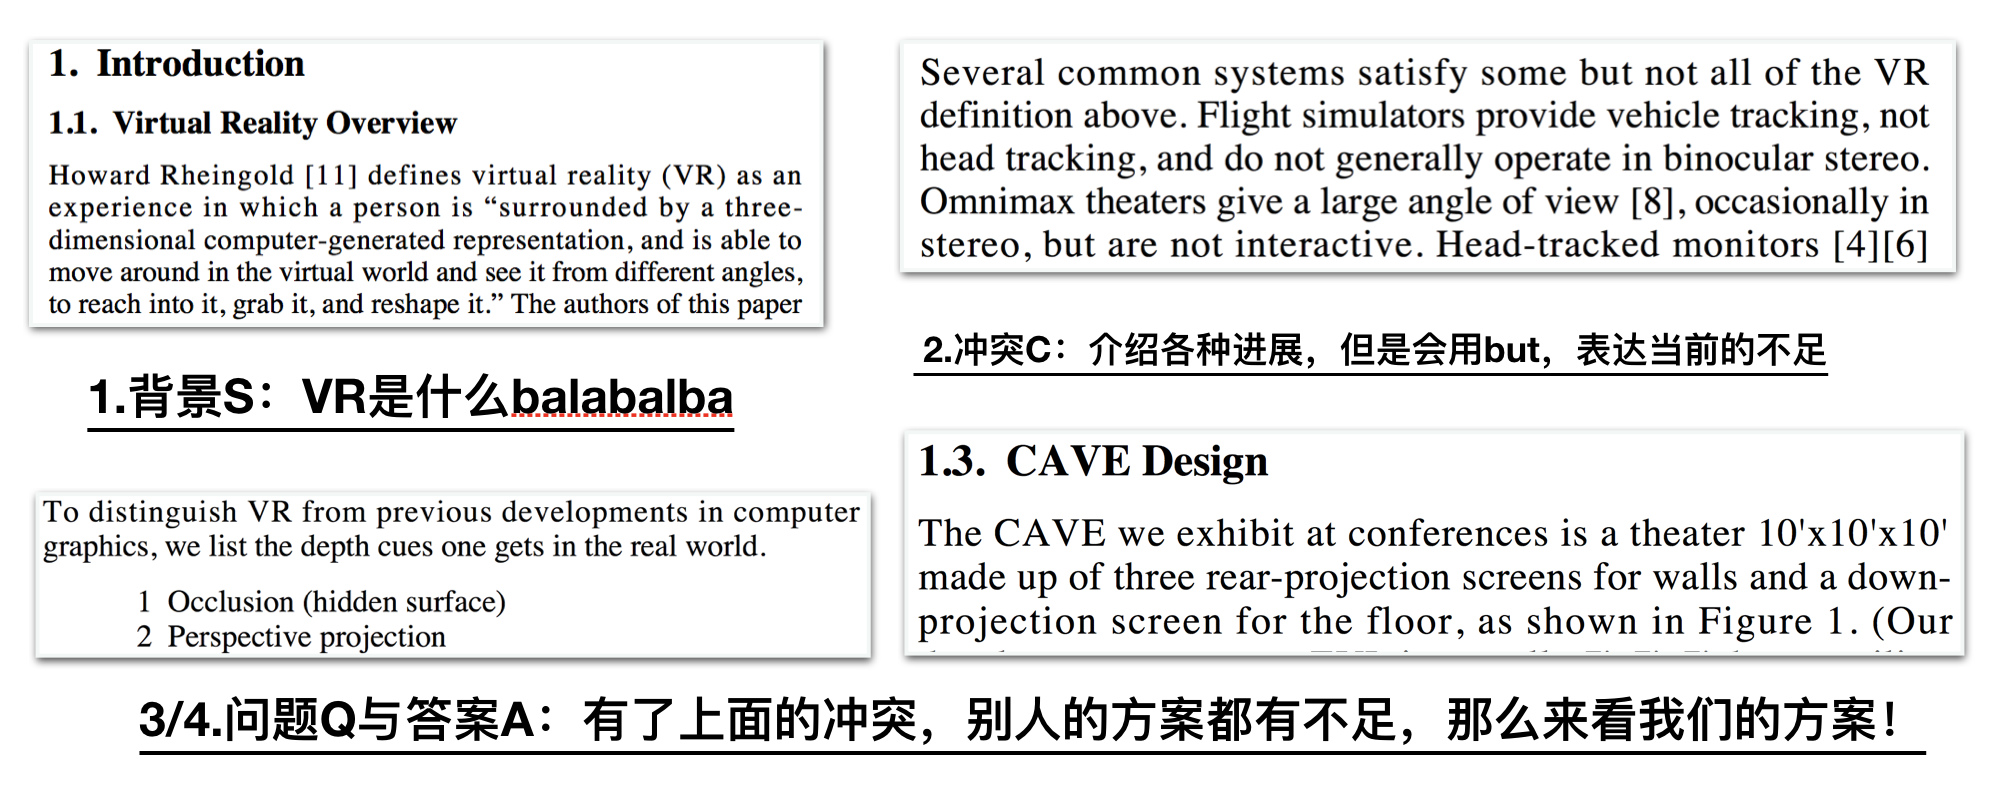 1. Introduction
1.1. Virtual Reality Overview
Howard Rheingold [11] defines virtual reality (VR) as an
experience in which a person is “surrounded by a three-
dimensional computer-generated representation, and is able to
move around in the virtual world and see it from different angles,
to reach into it, grab it, and reshape it.” The authors of this paper
1.背景S：VR是什么balabalba
Several common systems satisfy some but not all of the VR
definition above. Flight simulators provide vehicle tracking, not
head tracking, and do not generally operate in binocular stereo.
Omnimax theaters give a large angle of view [8], occasionally in
stereo, but are not interactive. Head-tracked monitors [4][6]
2.冲突C：介绍各种进展，但是会用but，表达当前的不足
To distinguish VR from previous developments in computer
graphics, we list the depth cues one gets in the real world.
1 Occlusion (hidden surface)
2 Perspective projection
1.3. CAVE Design
The CAVE we exhibit at conferences is a theater 10'x10'x10'
made up of three rear-projection screens for walls and a down-
projection screen for the floor, as shown in Figure 1. (Our
3/4.问题Q与答案A：有了上面的冲突，别人的方案都有不足，那么来看我们的方案！